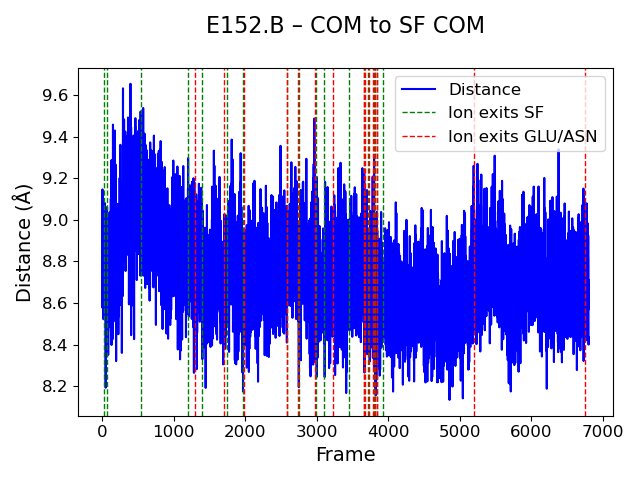 E152.B – COM to SF COM
Distance
Ion exits SF
Ion exits GLU/ASN
9.6
9.4
9.2
9.0
8.8
8.6
8.4
8.2
Distance (Å)
0 1000 2000 3000 4000 5000 6000 7000
Frame